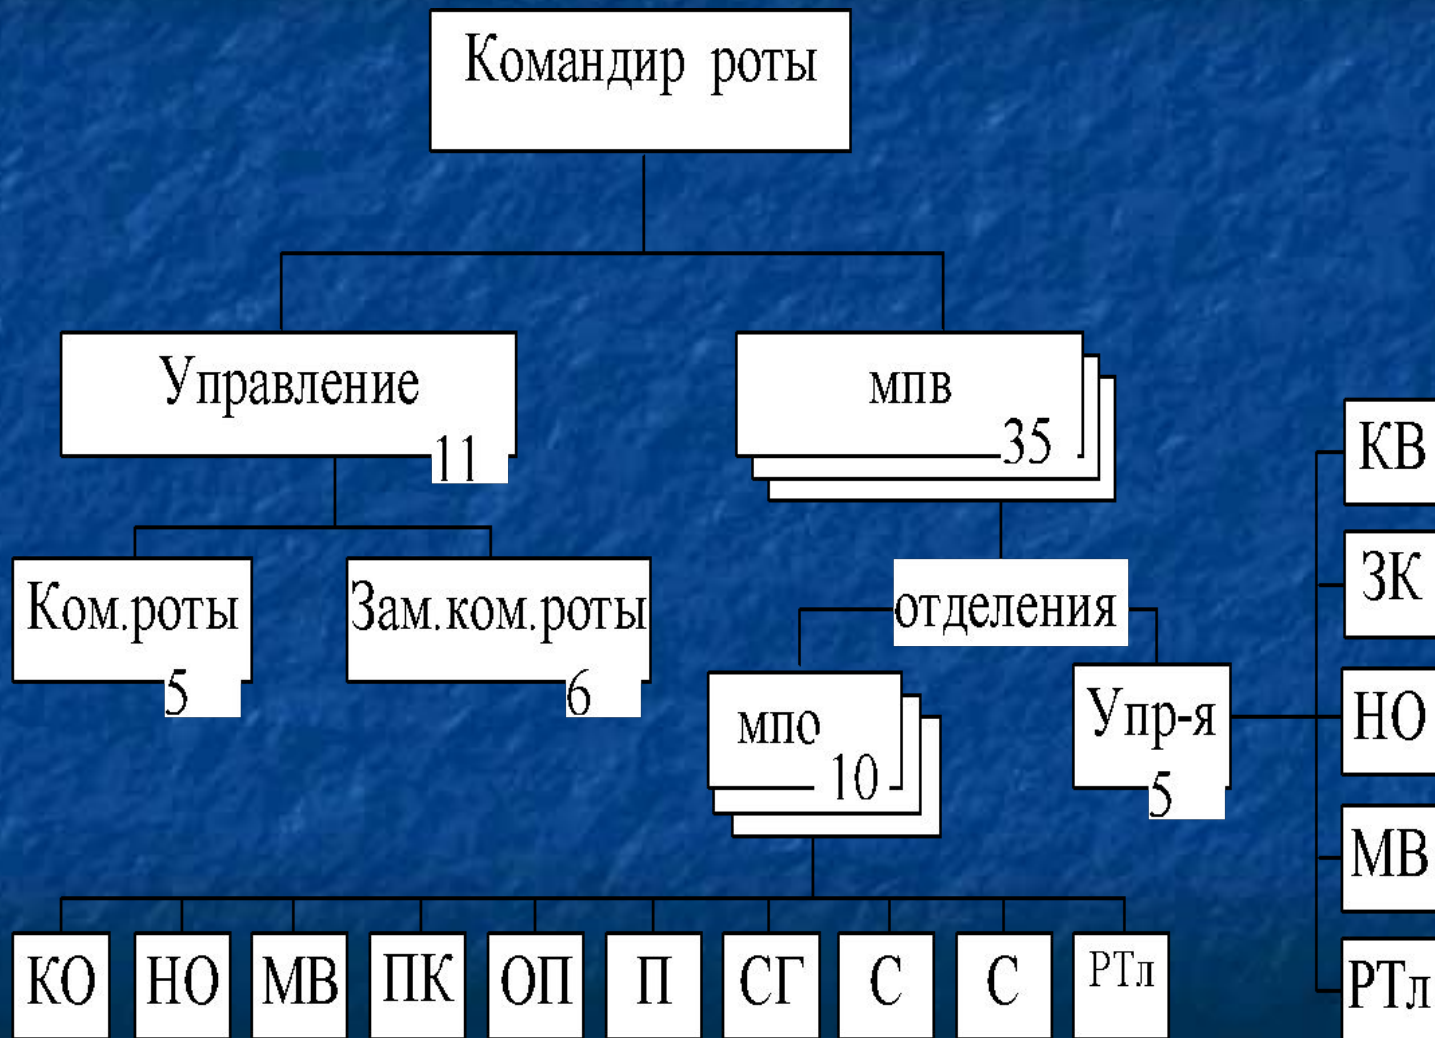 Командир роты
Управление
11
мпв
35
Ком.роты
5
Зам.ком.роты
6
отделения
мпо
10
Упр-я
5
КВ
ЗК
НО
МВ
РТл
КО
НО
МВ
ПК
ОП
П
СГ
С
С
РТл